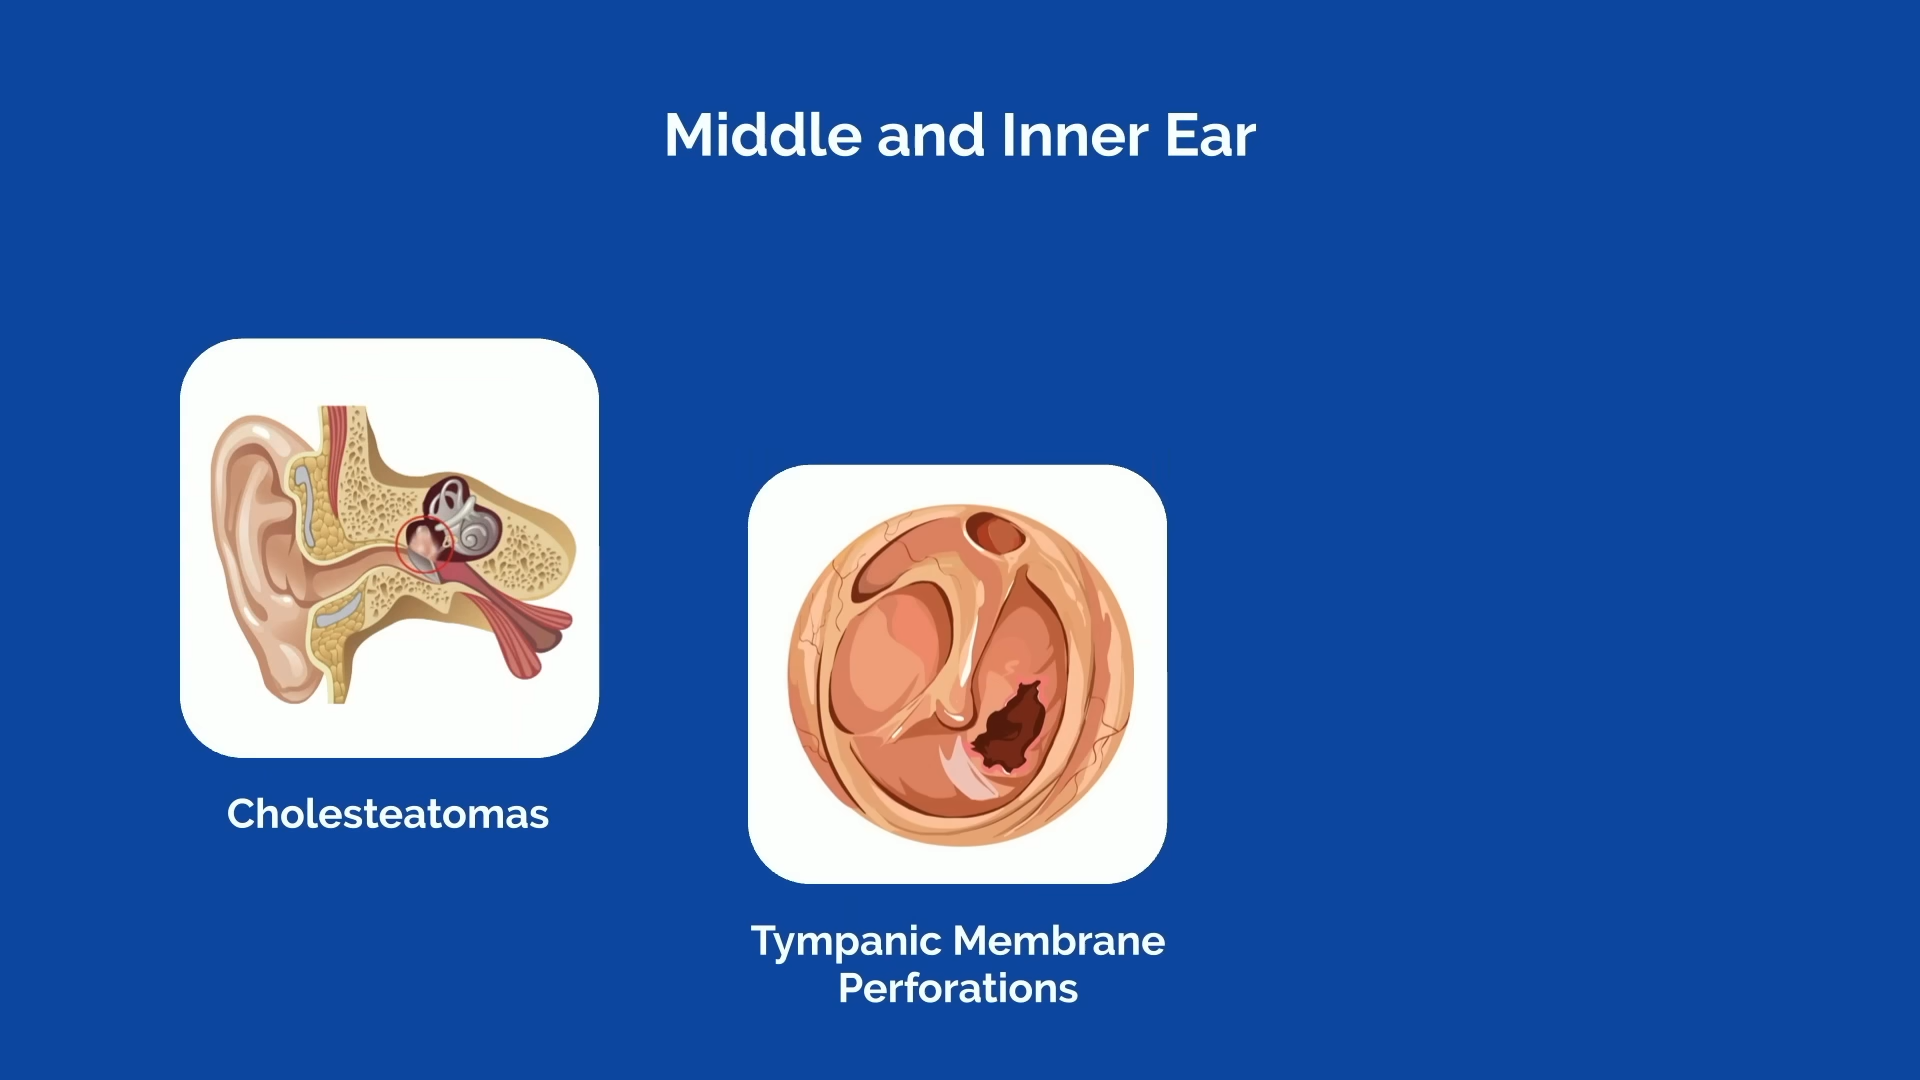 Middle and Inner Ear
Cholesteatomas
Tympanic Membrane
Perforations